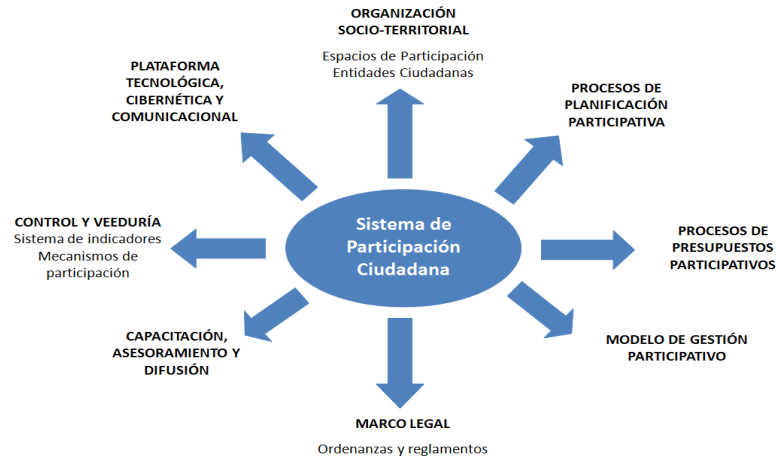 ORGANIZACIÓN
SOCIO-TERRITORIAL
Espacios de Participación
Entidades Ciudadanas
PLATAFORMA
TECNOLÓGICA,
CIBERNÉTICA Y
COMUNICACIONAL
PROCESOS DE
PLANIFICACIÓN
PARTICIPATIVA
CONTROL Y VEEDURÍA
Sistema de indicadores
Mecanismos de
participación
Sistema de
Participación
Ciudadana
PROCESOS DE
PRESUPUESTOS
PARTICIPATIVOS
CAPACITACIÓN,
ASESORAMIENTO Y
DIFUSIÓN
MODELO DE GESTIÓN
PARTICIPATIVO
MARCO LEGAL
Ordenanzas y reglamentos